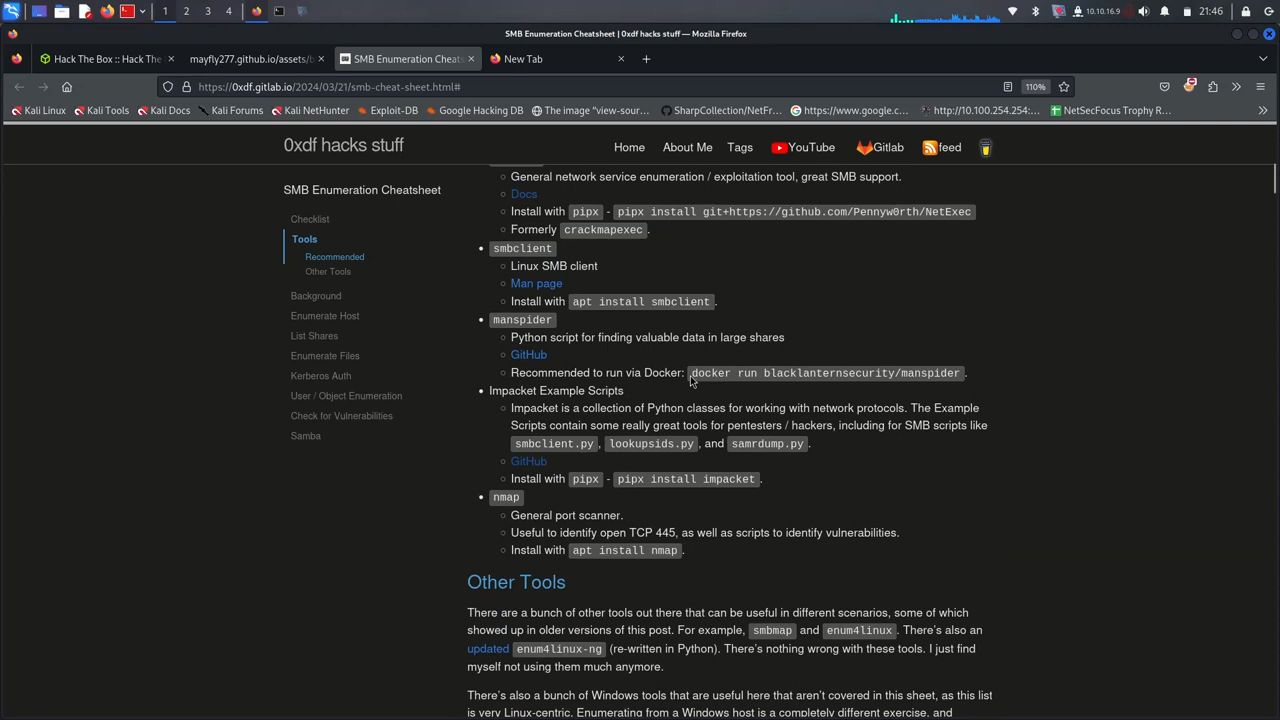 1
2
3
4
10.10.16.9
21:46
SMB Enumeration Cheatsheet | 0xdf hacks stuff — Mozilla Firefox
Hack The Box :: Hack The
mayfly277.github.io/assets/
SMB Enumeration Cheats
New Tab
https://0xdf.gitlab.io/2024/03/21/smb-cheat-sheet.html#
110%
Kali Linux
Kali Tools
Kali Docs
Kali Forums
Kali NetHunter
Exploit-DB
Google Hacking DB
The image "view-sour...
SharpCollection/NetFr...
https://www.google.c...
http://10.100.254.254:...
NetSecFocus Trophy R...
0xdf hacks stuff
Home
About Me
Tags
YouTube
Gitlab
feed
SMB Enumeration Cheatsheet
Checklist
Tools
Recommended
Other Tools
Background
Enumerate Host
List Shares
Enumerate Files
Kerberos Auth
User / Object Enumeration
Check for Vulnerabilities
Samba
General network service enumeration / exploitation tool, great SMB support.
Docs
Install with pipx - pipx install git+https://github.com/Pennyw0rth/NetExec
Formerly crackmapexec.
smbclient
Linux SMB client
Man page
Install with apt install smbclient.
manspider
Python script for finding valuable data in large shares
GitHub
Recommended to run via Docker: docker run blacklanternsecurity/manspider.
Impacket Example Scripts
Impacket is a collection of Python classes for working with network protocols. The Example
Scripts contain some really great tools for pentesters / hackers, including for SMB scripts like
smbclient.py, lookupsids.py, and samrdump.py.
GitHub
Install with pipx - pipx install impacket.
nmap
General port scanner.
Useful to identify open TCP 445, as well as scripts to identify vulnerabilities.
Install with apt install nmap.
Other Tools
There are a bunch of other tools out there that can be useful in different scenarios, some of which
showed up in older versions of this post. For example, smbmap and enum4linux. There's also an
updated enum4linux-ng (re-written in Python). There's nothing wrong with these tools. I just find
myself not using them much anymore.
There's also a bunch of Windows tools that are useful here that aren't covered in this sheet, as this list
is very Linux-centric. Enumerating from a Windows host is a completely different exercise, and